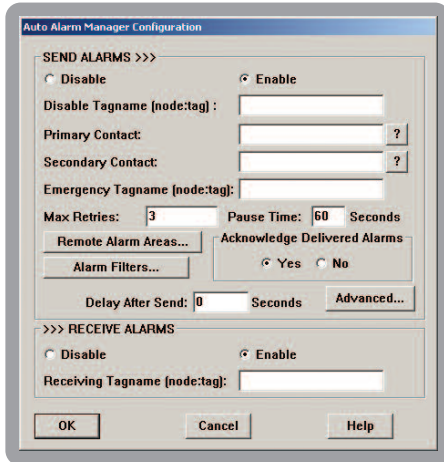 Auto Alarm Manager Configuration
SEND ALARMS >>>
Disable Enable
Disable Tagname (node:tag) :
Primary Contact: ?
Secondary Contact: ?
Emergency Tagname (node:tag):
Max Retries: 3 Pause Time: 60 Seconds
Remote Alarm Areas... Acknowledge Delivered Alarms
Alarm Filters... Yes No
Delay After Send: 0 Seconds Advanced...
>>> RECEIVE ALARMS
Disable Enable
Receiving Tagname (node:tag):
OK Cancel Help